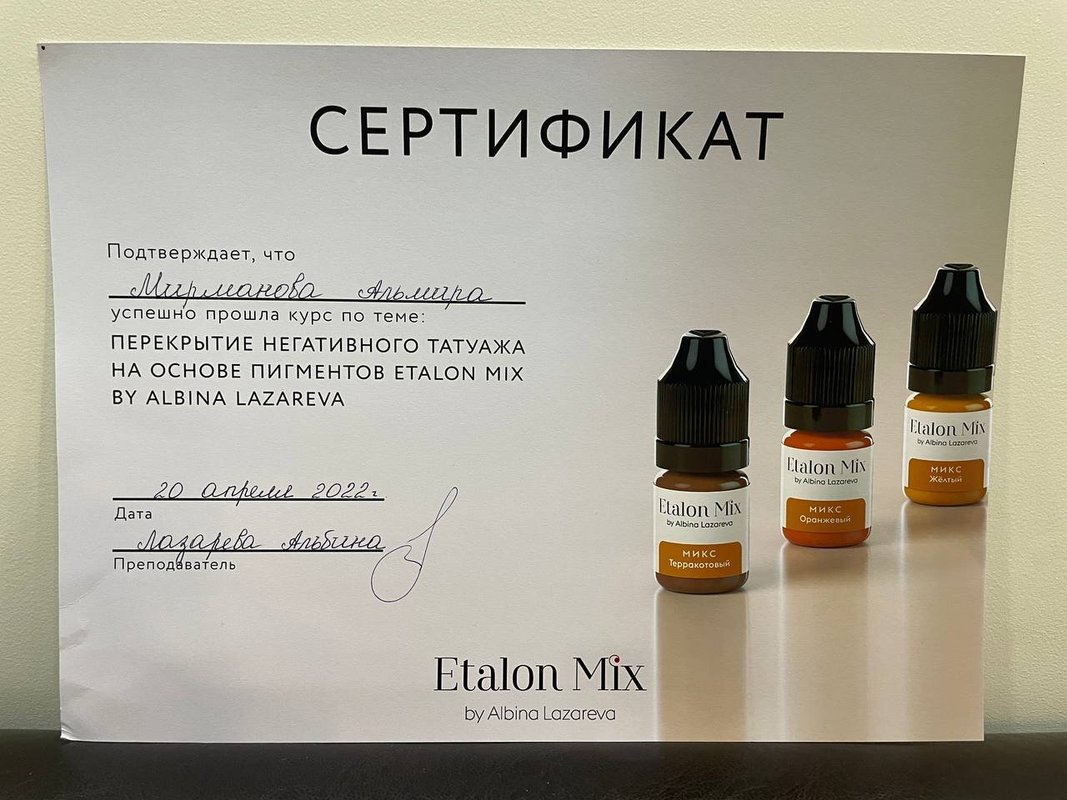 СЕРТИФИКАТ
Подтверждает, что
Мирманова Альмира
успешно прошла курс по теме:
ПЕРЕКРЫТИЕ НЕГАТИВНОГО ТАТУАЖА
НА ОСНОВЕ ПИГМЕНТОВ ETALON MIX
BY ALBINA LAZAREVA
20 апреля 2022г
Дата
Лазарева Альбина
Преподаватель
Etalon Mix
by Albina Lazareva
МИКС
Терракотовый
Etalon Mix
by Albina Lazareva
МИКС
Оранжевый
Etalon Mix
by Albina Lazareva
МИКС
Жёлтый
Etalon Mix
by Albina Lazareva